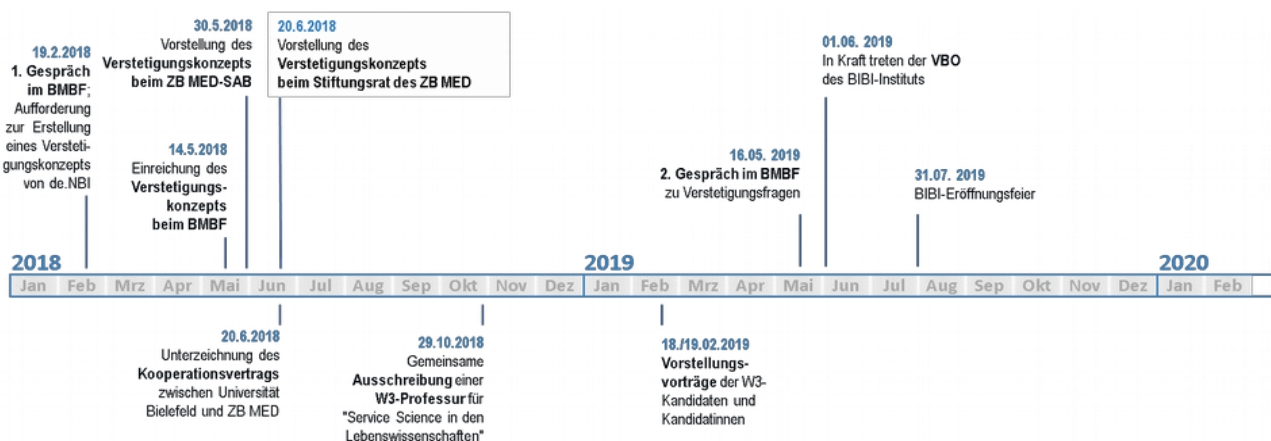 19.2.2018
1. Gespräch
im BMBF;
Aufforderung
zur Erstellung
eines Versteti-
gungskonzepts
von de.NBI
14.5.2018
Einreichung des
Verstetigungs-
konzepts
beim BMBF
30.5.2018
Vorstellung des
Verstetigungskonzepts
beim ZB MED-SAB
20.6.2018
Vorstellung des
Verstetigungskonzepts
beim Stiftungsrat des ZB MED
16.05. 2019
2. Gespräch im BMBF
zu Verstetigungsfragen
01.06. 2019
In Kraft treten der VBO
des BIBI-Instituts
31.07. 2019
BIBI-Eröffnungsfeier
2018 2019 2020
Jan Feb Mrz Apr Mai Jun Jul Aug Sep Okt Nov Dez Jan Feb Mrz Apr Mai Jun Jul Aug Sep Okt Nov Dez Jan Feb
20.6.2018
Unterzeichnung des
Kooperationsvertrags
zwischen Universität
Bielefeld und ZB MED
29.10.2018
Gemeinsame
Ausschreibung einer
W3-Professur für
"Service Science in den
Lebenswissenschaften"
18./19.02.2019
Vorstellungs-
vorträge der W3-
Kandidaten und
Kandidatinnen